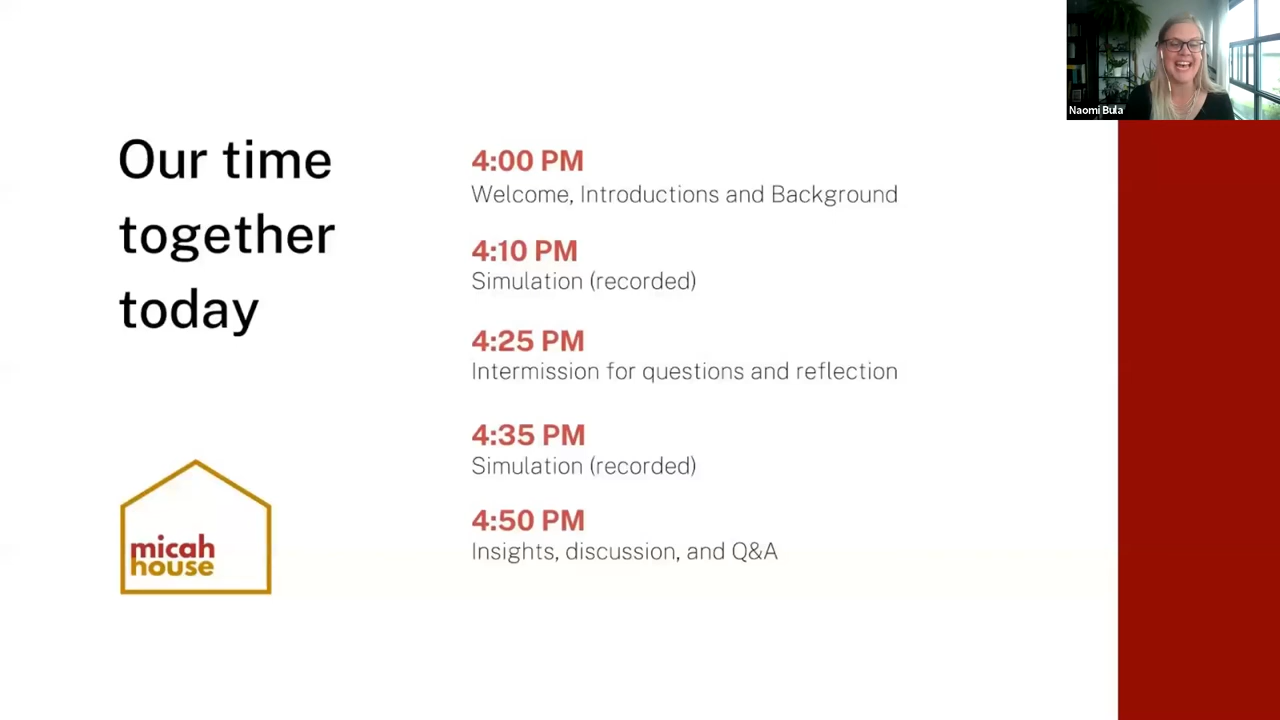 Naomi Bula
Our time
together
today
4:00 PM
Welcome, Introductions and Background
4:10 PM
Simulation (recorded)
4:25 PM
Intermission for questions and reflection
4:35 PM
Simulation (recorded)
4:50 PM
Insights, discussion, and Q&A
micah
house